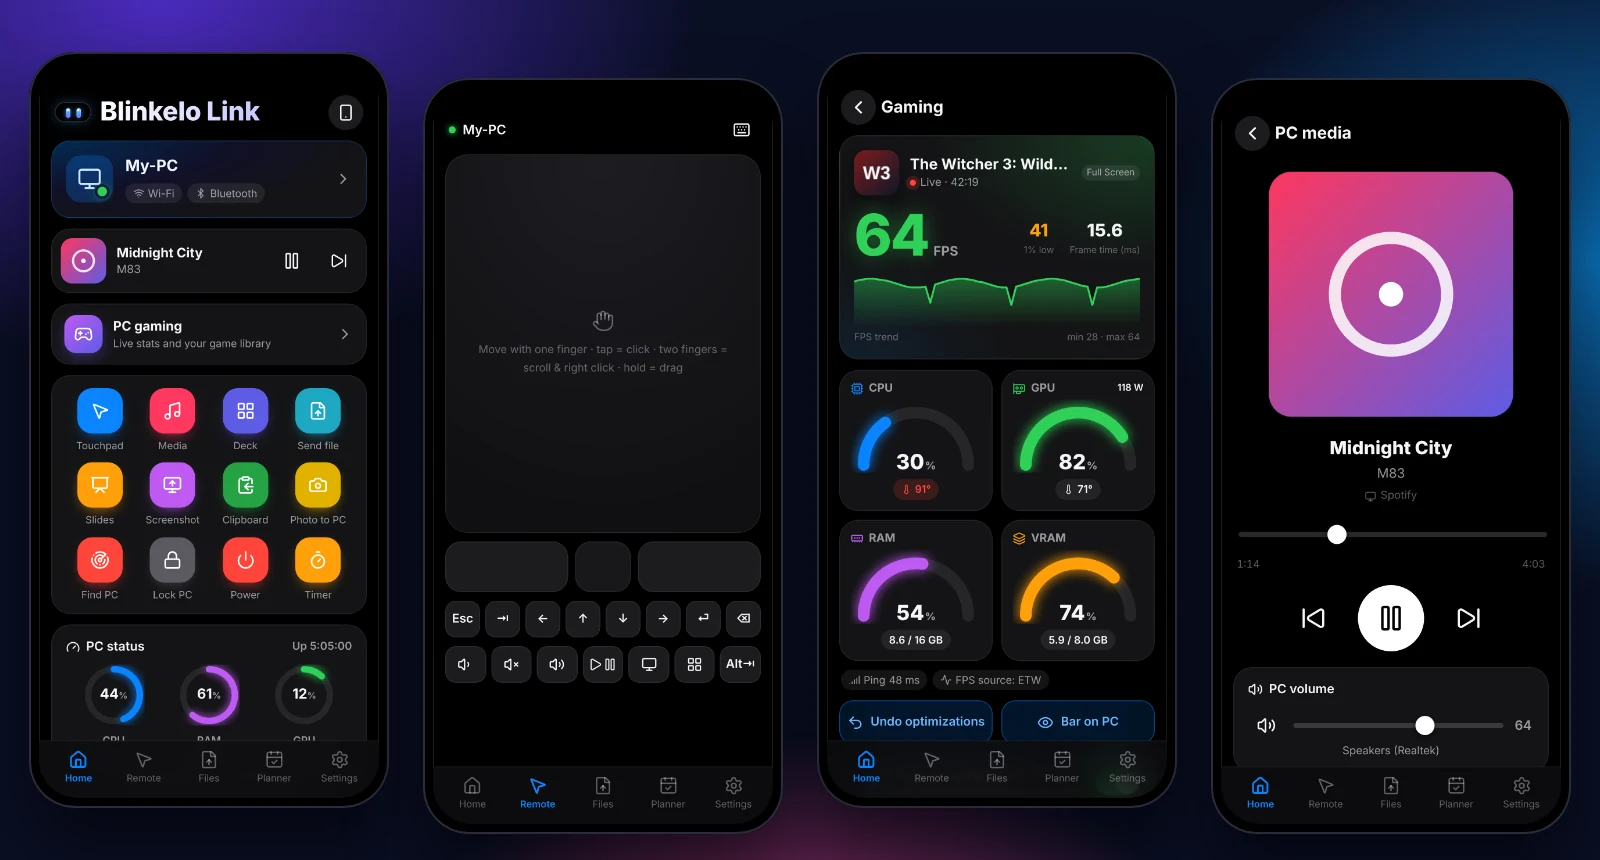 Blinkelo Link
My-PC
Wi-Fi
Bluetooth
Midnight City
M83
PC gaming
Live stats and your game library
Touchpad
Media
Deck
Send file
Slides
Screenshot
Clipboard
Photo to PC
Find PC
Lock PC
Power
Timer
PC status
Up 5:05:00
44%
61%
12%
CPU
RAM
GPU
Home
Remote
Files
Planner
Settings
My-PC
Move with one finger · tap = click · two fingers =
scroll & right click · hold = drag
Esc
Alt
Home
Remote
Files
Planner
Settings
Gaming
W3
The Witcher 3: Wild...
Live · 42:19
Full Screen
64 FPS
41
1% low
15.6
Frame time (ms)
FPS trend
min 28 · max 64
CPU
30%
91°
GPU
118 W
82%
71°
RAM
54%
8.6 / 16 GB
VRAM
74%
5.9 / 8.0 GB
Ping 48 ms
FPS source: ETW
Undo optimizations
Bar on PC
Home
Remote
Files
Planner
Settings
PC media
Midnight City
M83
Spotify
1:14
4:03
PC volume
64
Speakers (Realtek)
Home
Remote
Files
Planner
Settings